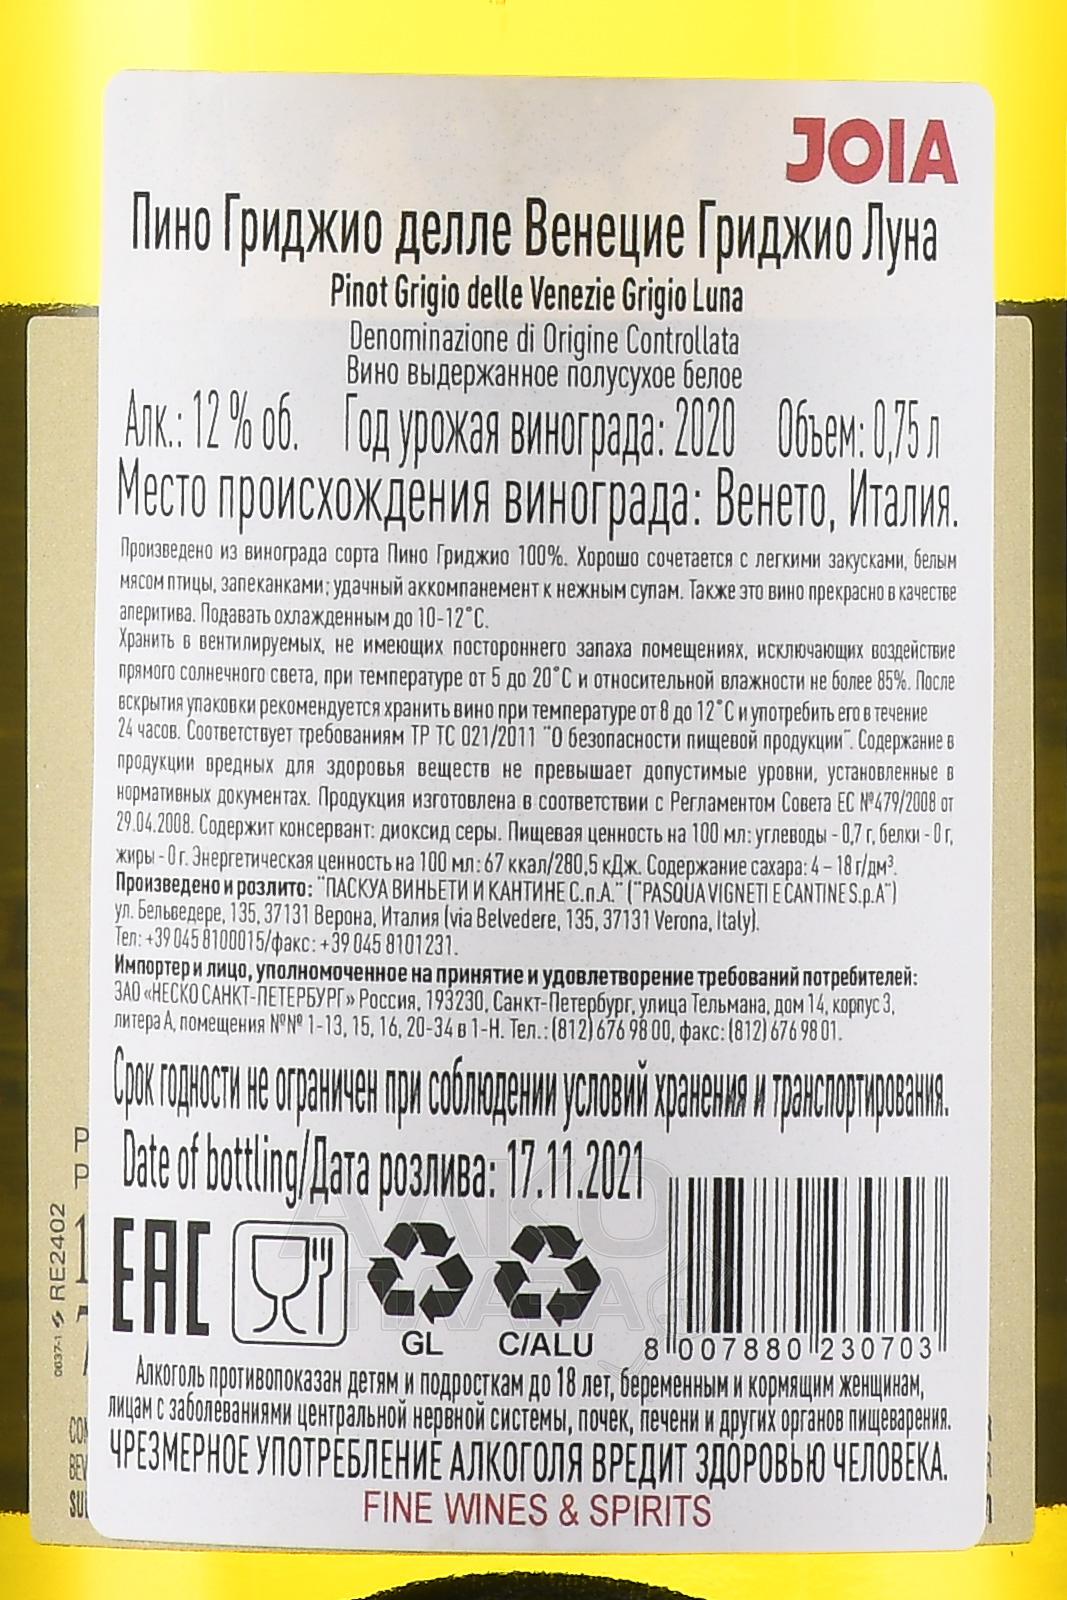 JOIA
Пино Гриджио делле Венецие Гриджио Луна
Pinot Grigio delle Venezie Grigio Luna
Denominazione di Origine Controllata
Вино выдержанное полусухое белое
Алк.: 12 % об. Год урожая винограда: 2020 Объем: 0,75 л
Место происхождения винограда: Венето, Италия.
Произведено из винограда сорта Пино Гриджио 100%. Хорошо сочетается с легкими закусками, белым
мясом птицы, запеканками; удачный аккомпанемент к нежным супам. Также это вино прекрасно в качестве
аперитива. Подавать охлажденным до 10-12°С.
Хранить в вентилируемых, не имеющих постороннего запаха помещениях, исключающих воздействие
прямого солнечного света, при температуре от 5 до 20°С и относительной влажности не более 85%. После
вскрытия упаковки рекомендуется хранить вино при температуре от 8 до 12°С и употребить его в течение
24 часов. Соответствует требованиям ТР ТС 021/2011 "О безопасности пищевой продукции". Содержание в
продукции вредных для здоровья веществ не превышает допустимые уровни, установленные в
нормативных документах. Продукция изготовлена в соответствии с Регламентом Совета ЕС №479/2008 от
29.04.2008. Содержит консервант: диоксид серы. Пищевая ценность на 100 мл: углеводы - 0,7 г, белки - 0 г,
жиры - 0 г. Энергетическая ценность на 100 мл: 67 ккал/280,5 кДж. Содержание сахара: 4 – 18 г/дм³.
Произведено и розлито: "ПАСКУА ВИНЬЕТИ И КАНТИНЕ С.п.А." ("PASQUA VIGNETI E CANTINE S.p.A")
ул. Бельведере, 135, 37131 Верона, Италия (via Belvedere, 135, 37131 Verona, Italy).
Тел: +39 045 8100015/факс: +39 045 8101231.
Импортер и лицо, уполномоченное на принятие и удовлетворение требований потребителей:
ЗАО «НЕСКО САНКТ-ПЕТЕРБУРГ» Россия, 193230, Санкт-Петербург, улица Тельмана, дом 14, корпус 3,
литера А, помещения №№ 1-13, 15, 16, 20-34 в 1-Н. Тел.: (812) 676 98 00, факс: (812) 676 98 01.
Срок годности не ограничен при соблюдении условий хранения и транспортирования.
Date of bottling/Дата розлива: 17.11.2021
АЛКО
ПЛАЗА
EAC
GL
C/ALU
8 007880 230703
Алкоголь противопоказан детям и подросткам до 18 лет, беременным и кормящим женщинам,
лицам с заболеваниями центральной нервной системы, почек, печени и других органов пищеварения.
ЧРЕЗМЕРНОЕ УПОТРЕБЛЕНИЕ АЛКОГОЛЯ ВРЕДИТ ЗДОРОВЬЮ ЧЕЛОВЕКА.
FINE WINES & SPIRITS
0037-1 RE2402